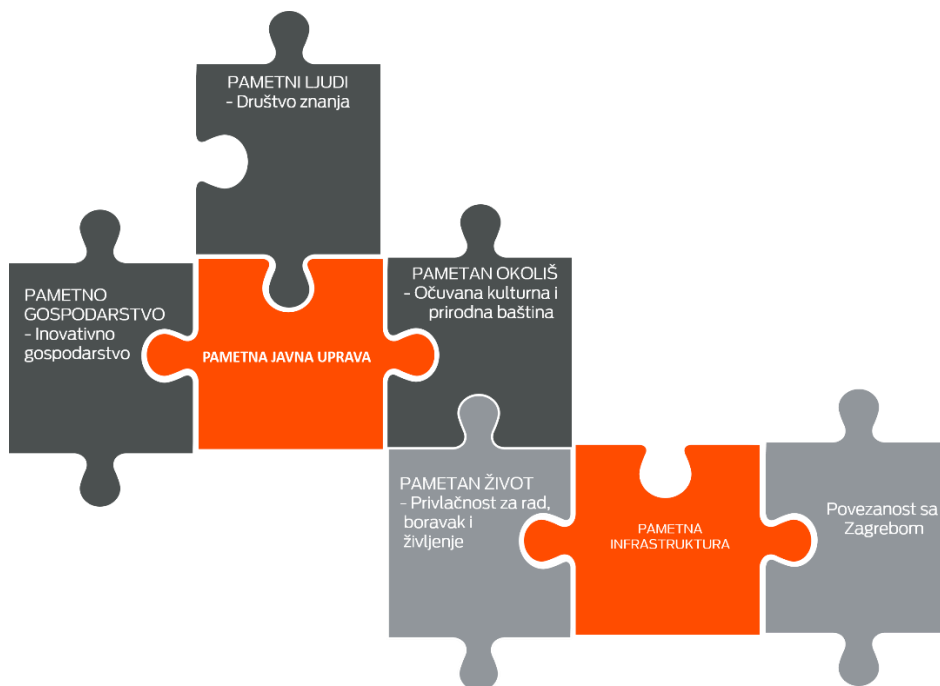 PAMETNI LJUDI
- Društvo znanja
PAMETNO
GOSPODARSTVO
- Inovativno
gospodarstvo
PAMETNA JAVNA UPRAVA
PAMETAN OKOLIŠ
- Očuvana kulturna i
prirodna baština
PAMETAN ŽIVOT
- Privlačnost za rad,
boravak i
življenje
PAMETNA
INFRASTRUKTURA
Povezanost sa
Zagrebom